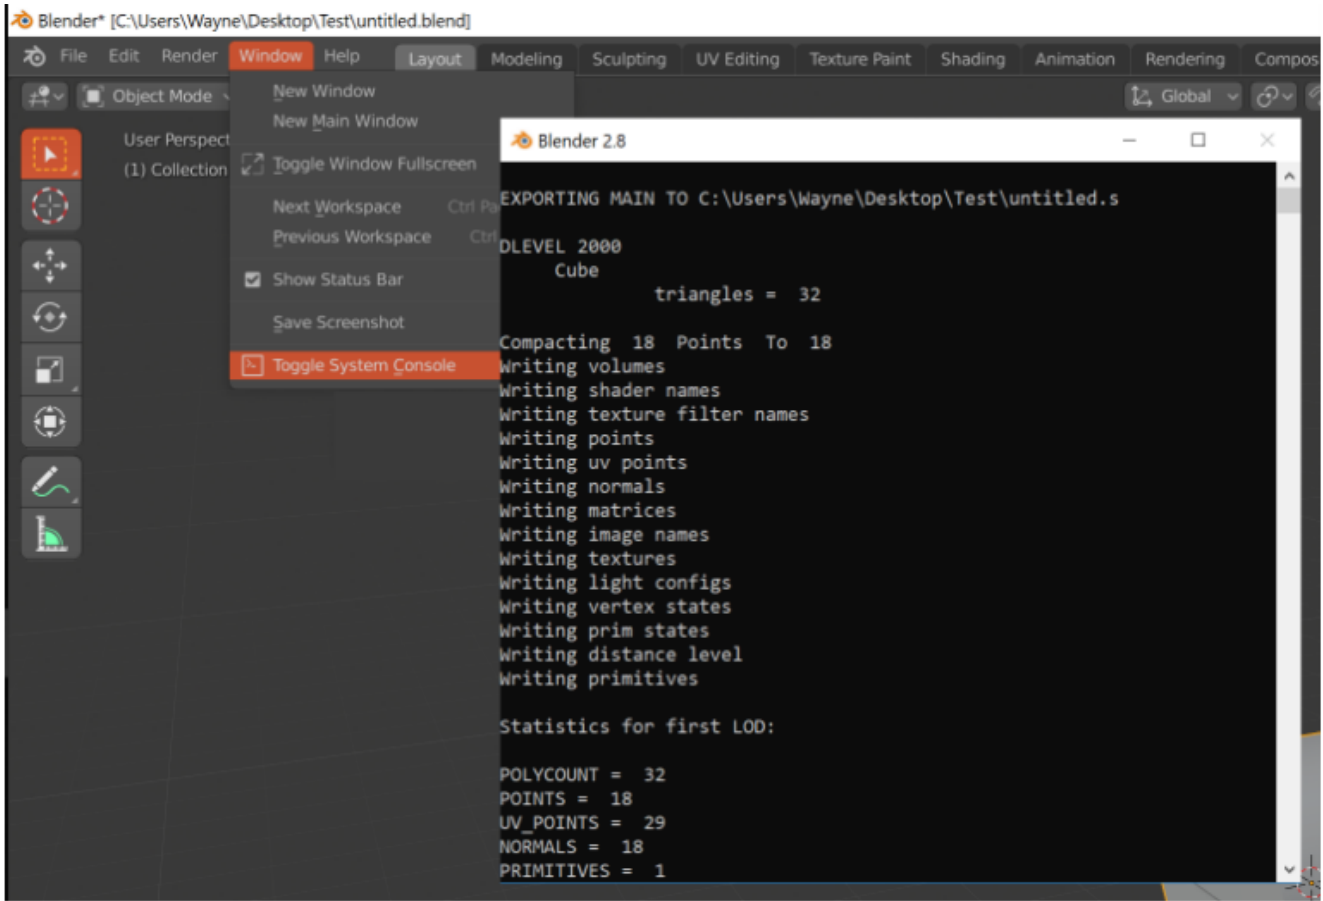 Blender* [C:\Users\Wayne\Desktop\Test\untitled.blend]
File Edit Render Window Help Layout Modeling Sculpting UV Editing Texture Paint Shading Animation Rendering Compos
Object Mode
Global
User Perspect
(1) Collection
New Window
New Main Window
Toggle Window Fullscreen
Next Workspace Ctrl Pa
Previous Workspace Ctrl
Show Status Bar
Save Screenshot
Toggle System Console
Blender 2.8
EXPORTING MAIN TO C:\Users\Wayne\Desktop\Test\untitled.s
DLEVEL 2000
Cube
triangles = 32
Compacting 18 Points To 18
Writing volumes
Writing shader names
Writing texture filter names
Writing points
Writing uv points
Writing normals
Writing matrices
Writing image names
Writing textures
Writing light configs
Writing vertex states
Writing prim states
Writing distance level
Writing primitives
Statistics for first LOD:
POLYCOUNT = 32
POINTS = 18
UV_POINTS = 29
NORMALS = 18
PRIMITIVES = 1